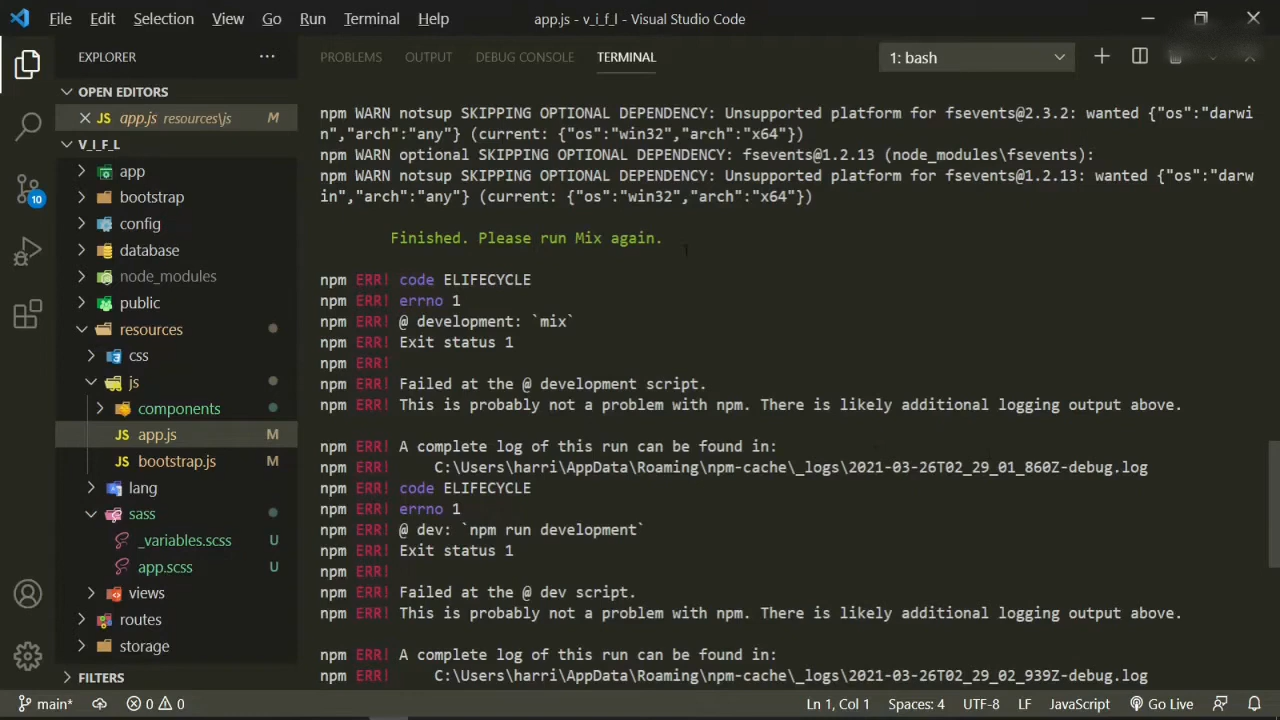 File Edit Selection View Go Run Terminal Help app.js - v_i_f_l - Visual Studio Code
EXPLORER
OPEN EDITORS
JS app.js resources\js M
V_I_F_L
app
bootstrap
config
database
node_modules
public
resources
css
js
components
JS app.js M
JS bootstrap.js M
lang
sass
_variables.scss U
app.scss U
views
routes
storage
FILTERS
10
PROBLEMS OUTPUT DEBUG CONSOLE TERMINAL 1: bash
npm WARN notsup SKIPPING OPTIONAL DEPENDENCY: Unsupported platform for fsevents@2.3.2: wanted {"os":"darwi
n","arch":"any"} (current: {"os":"win32","arch":"x64"})
npm WARN optional SKIPPING OPTIONAL DEPENDENCY: fsevents@1.2.13 (node_modules\fsevents):
npm WARN notsup SKIPPING OPTIONAL DEPENDENCY: Unsupported platform for fsevents@1.2.13: wanted {"os":"darw
in","arch":"any"} (current: {"os":"win32","arch":"x64"})
Finished. Please run Mix again.
npm ERR! code ELIFECYCLE
npm ERR! errno 1
npm ERR! @ development: `mix`
npm ERR! Exit status 1
npm ERR!
npm ERR! Failed at the @ development script.
npm ERR! This is probably not a problem with npm. There is likely additional logging output above.
npm ERR! A complete log of this run can be found in:
npm ERR! C:\Users\harri\AppData\Roaming\npm-cache\_logs\2021-03-26T02_29_01_860Z-debug.log
npm ERR! code ELIFECYCLE
npm ERR! errno 1
npm ERR! @ dev: `npm run development`
npm ERR! Exit status 1
npm ERR!
npm ERR! Failed at the @ dev script.
npm ERR! This is probably not a problem with npm. There is likely additional logging output above.
npm ERR! A complete log of this run can be found in:
npm ERR! C:\Users\harri\AppData\Roaming\npm-cache\_logs\2021-03-26T02_29_02_939Z-debug.log
main* 0 0 Ln 1, Col 1 Spaces: 4 UTF-8 LF JavaScript Go Live